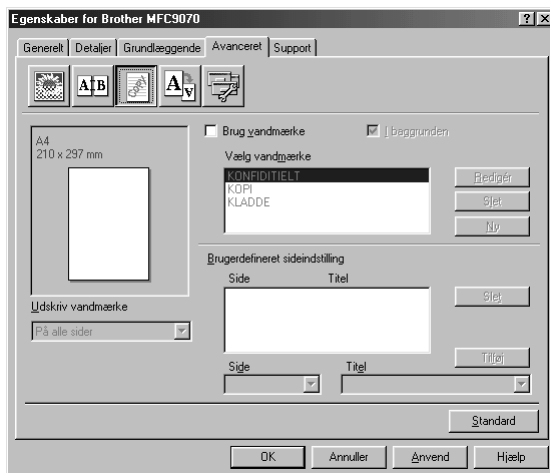 Egenskaber for Brother MFC9070
Generelt Detaljer Grundlæggende Avanceret Support
A B copy A A
A4
210 x 297 mm
Udskriv vandmærke
På alle sider
Brug vandmærke I baggrunden
Vælg vandmærke
KONFIDITIELT
KOPI
KLADDE
Redigér
Slet
Ny
Brugerdefineret sideindstilling
Side Titel
Slet
Tilføj
Side Titel
Standard
OK Annuller Anvend Hjælp